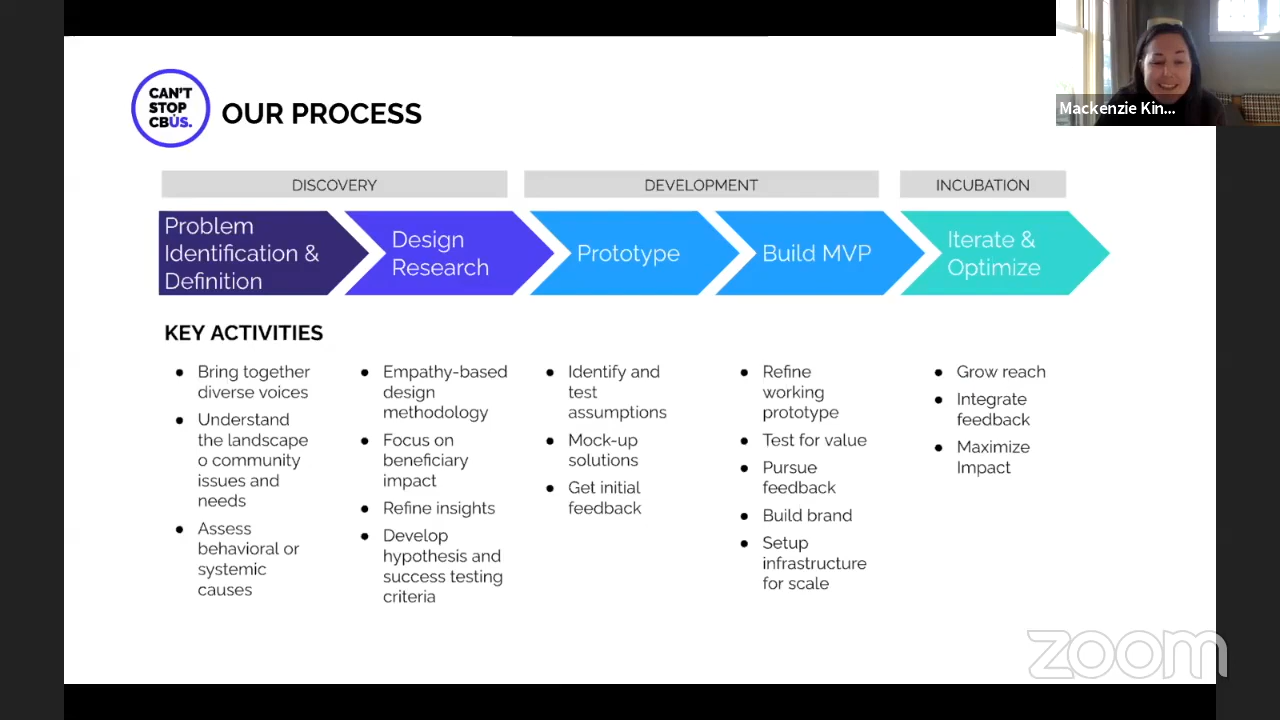 CAN'T
STOP
CBUS.
OUR PROCESS
Mackenzie Kin...
DISCOVERY
DEVELOPMENT
INCUBATION
Problem
Identification &
Definition
Design
Research
Prototype
Build MVP
Iterate &
Optimize
KEY ACTIVITIES
● Bring together
diverse voices
● Understand
the landscape
o community
issues and
needs
● Assess
behavioral or
systemic
causes
● Empathy-based
design
methodology
● Focus on
beneficiary
impact
● Refine insights
● Develop
hypothesis and
success testing
criteria
● Identify and
test
assumptions
● Mock-up
solutions
● Get initial
feedback
● Refine
working
prototype
● Test for value
● Pursue
feedback
● Build brand
● Setup
infrastructure
for scale
● Grow reach
● Integrate
feedback
● Maximize
Impact
zoom